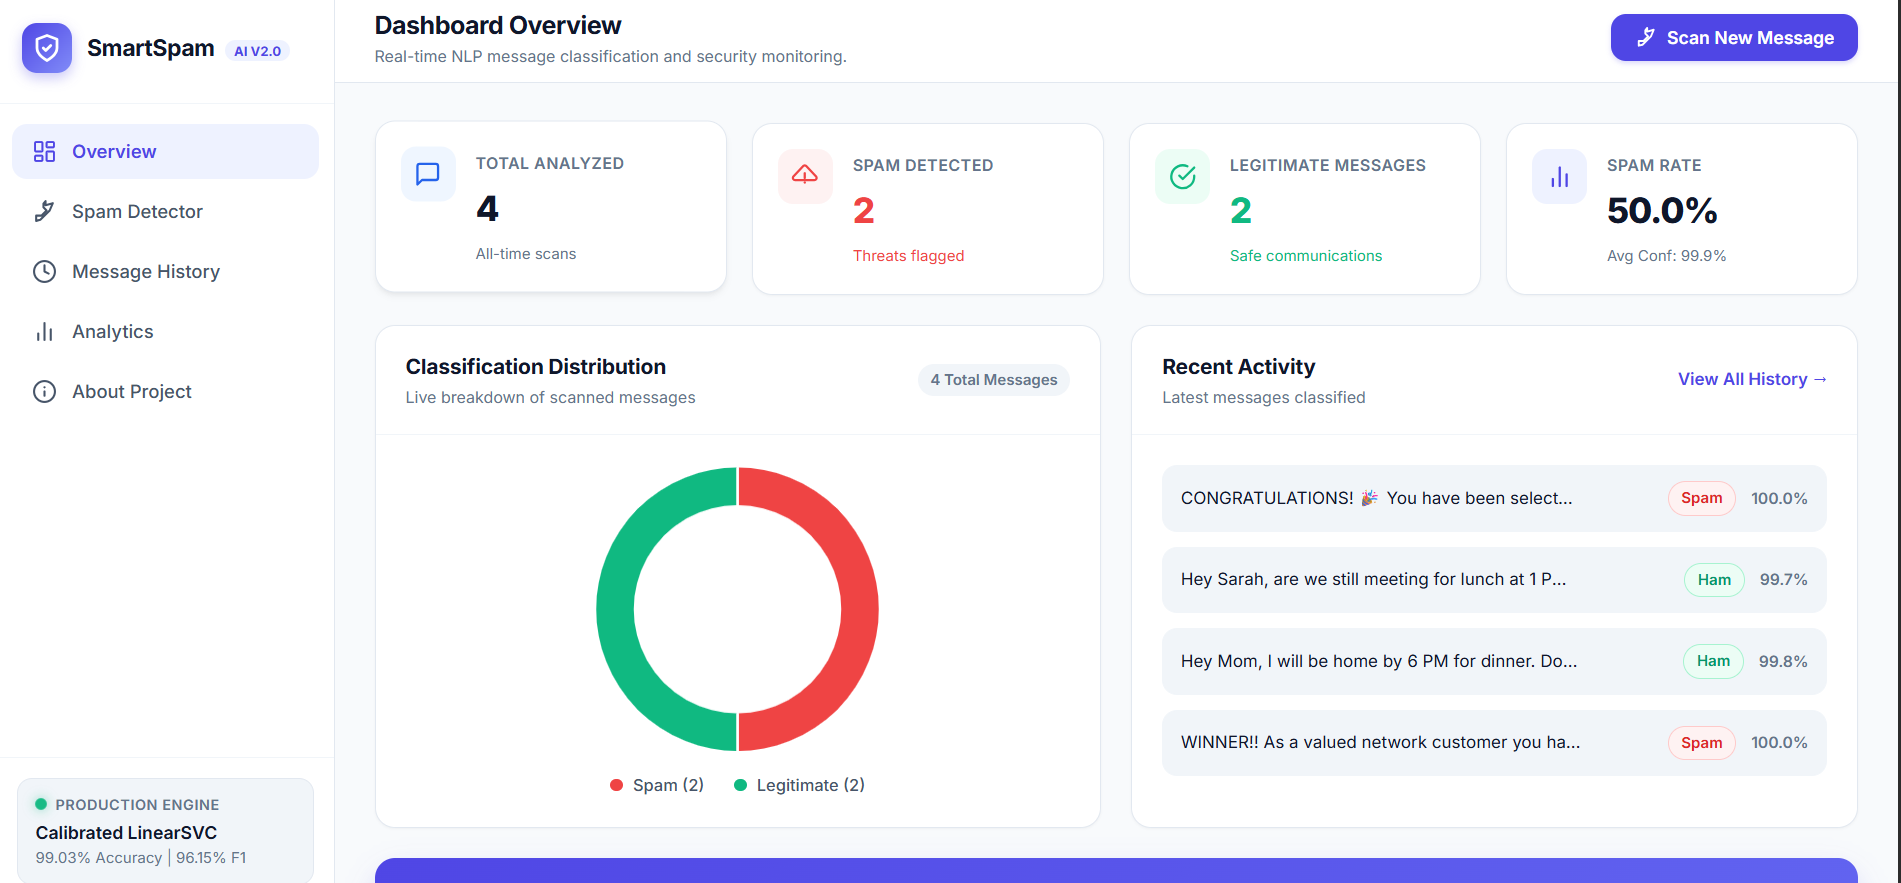 SmartSpam AI V2.0
Overview
Spam Detector
Message History
Analytics
About Project
PRODUCTION ENGINE
Calibrated LinearSVC
99.03% Accuracy | 96.15% F1
Dashboard Overview
Real-time NLP message classification and security monitoring.
Scan New Message
TOTAL ANALYZED
4
All-time scans
SPAM DETECTED
2
Threats flagged
LEGITIMATE MESSAGES
2
Safe communications
SPAM RATE
50.0%
Avg Conf: 99.9%
Classification Distribution
Live breakdown of scanned messages
4 Total Messages
Spam (2)
Legitimate (2)
Recent Activity
Latest messages classified
View All History →
CONGRATULATIONS! 🎉 You have been select... Spam 100.0%
Hey Sarah, are we still meeting for lunch at 1 P... Ham 99.7%
Hey Mom, I will be home by 6 PM for dinner. Do... Ham 99.8%
WINNER!! As a valued network customer you ha... Spam 100.0%